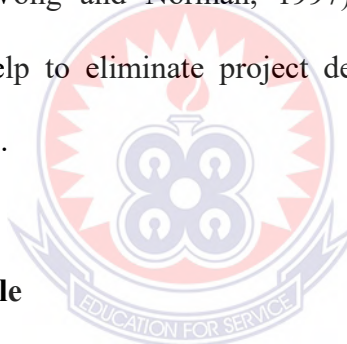 Wong and Norman, 1997)
elp to eliminate project de
.
le
EDUCATION FOR SERVICE